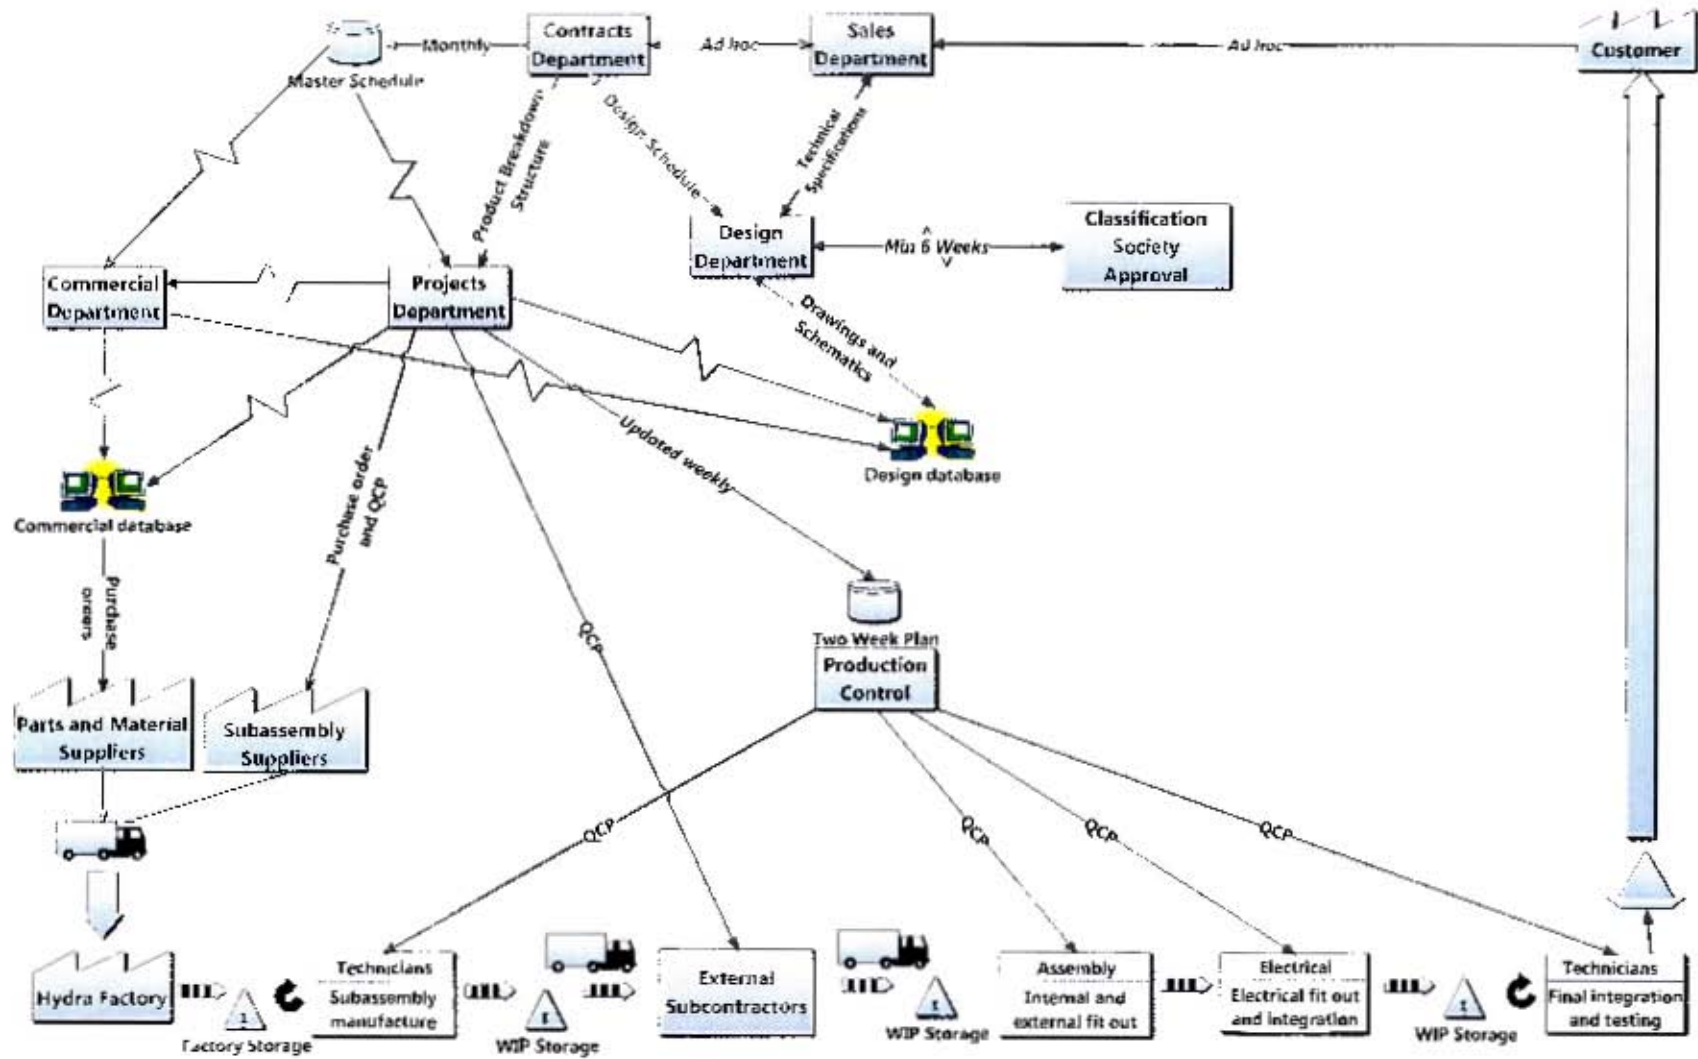 Contracts
Department
Sales
Department
Customer
Monthly
Ad hoc
Ad hoc
Master Schedule
Product Breakdown
Structure
Design Schedule
Technical
Specifications
Design
Department
Min 6 Weeks
Classification
Society
Approval
Commercial
Department
Projects
Department
Drawings and
Schematics
Design database
Updated weekly
Purchase order
and QCP
Commercial database
Purchase
orders
QCP
Two Week Plan
Production
Control
Parts and Material
Suppliers
Subassembly
Suppliers
QCP
QCP
QCP
QCP
Hydra Factory
Factory Storage
Technicians
Subassembly
manufacture
WIP Storage
External
Subcontractors
WIP Storage
Assembly
Internal and
external fit out
Electrical
Electrical fit out
and integration
WIP Storage
Technicians
Final integration
and testing